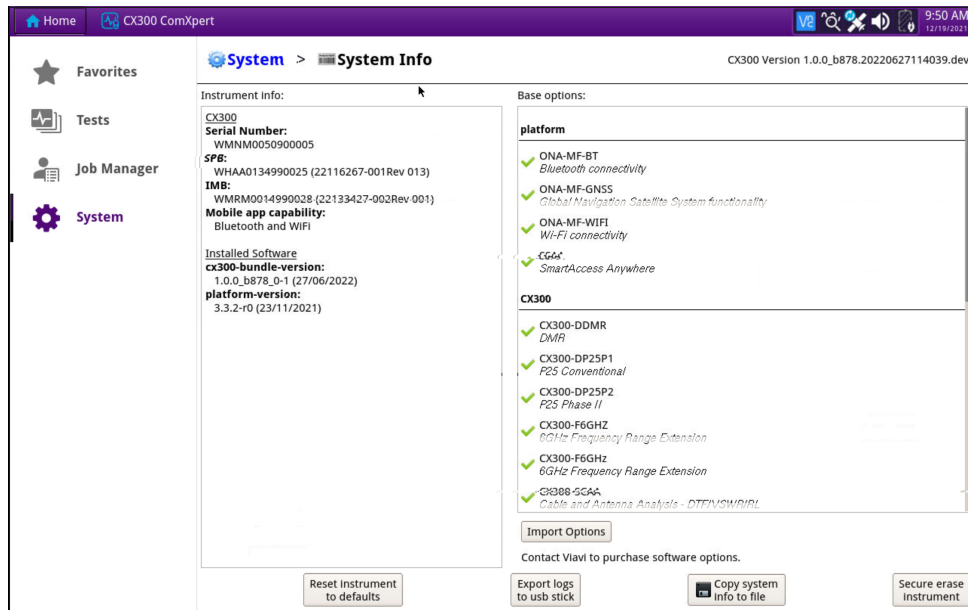 Home
CX300 ComXpert
9:50 AM
12/19/2021
Favorites
Tests
Job Manager
System
System > System Info
CX300 Version 1.0.0_b878.20220627114039.dev
Instrument info:
CX300
Serial Number:
WMNM0050900005
SPB:
WHAA0134990025 (22116267-001Rev 013)
IMB:
WMRM0014990028 (22133427-002Rev 001)
Mobile app capability:
Bluetooth and WiFi
Installed Software
cx300-bundle-version:
1.0.0_b878_0-1 (27/06/2022)
platform-version:
3.3.2-r0 (23/11/2021)
Base options:
platform
ONA-MF-BT
Bluetooth connectivity
ONA-MF-GNSS
Global Navigation Satellite System functionality
ONA-MF-WIFI
Wi-Fi connectivity
SmartAccess Anywhere
CX300
CX300-DDMR
DMR
CX300-DP25P1
P25 Conventional
CX300-DP25P2
P25 Phase II
CX300-F6GHZ
6GHz Frequency Range Extension
CX300-F6GHz
6GHz Frequency Range Extension
Cable and Antenna Analysis - DTF/VSWR/RL
Import Options
Contact Viavi to purchase software options.
Reset instrument
to defaults
Export logs
to usb stick
Copy system
info to file
Secure erase
instrument